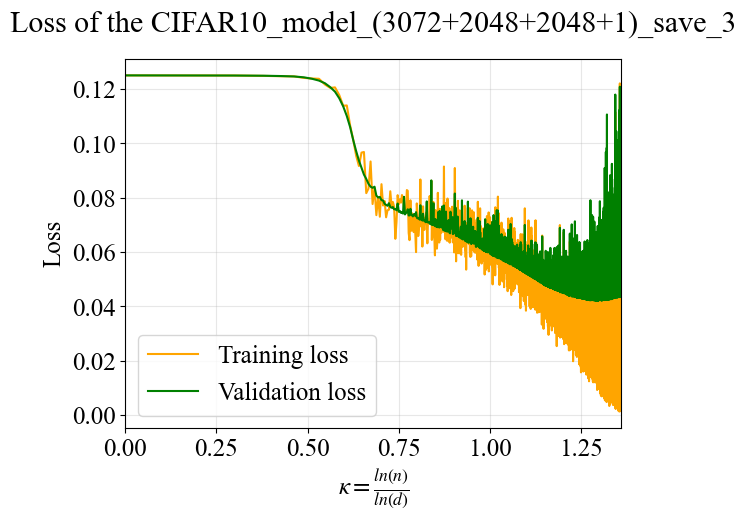 Loss of the CIFAR10_model_(3072+2048+2048+1)_save_3
0.12
0.10
0.08
0.06
0.04
0.02
0.00
Loss
Training loss
Validation loss
0.00 0.25 0.50 0.75 1.00 1.25
κ = ln(n)/ln(d)